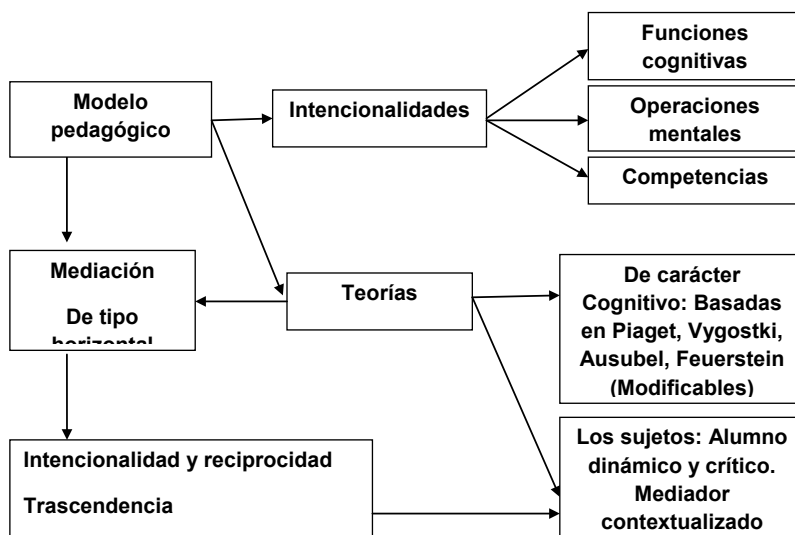 Modelo
pedagógico
Intencionalidades
Funciones
cognitivas
Operaciones
mentales
Competencias
Mediación
De tipo
horizontal
Teorías
De carácter
Cognitivo: Basadas
en Piaget, Vygostki,
Ausubel, Feuerstein
(Modificables)
Intencionalidad y reciprocidad
Trascendencia
Los sujetos: Alumno
dinámico y crítico.
Mediador
contextualizado